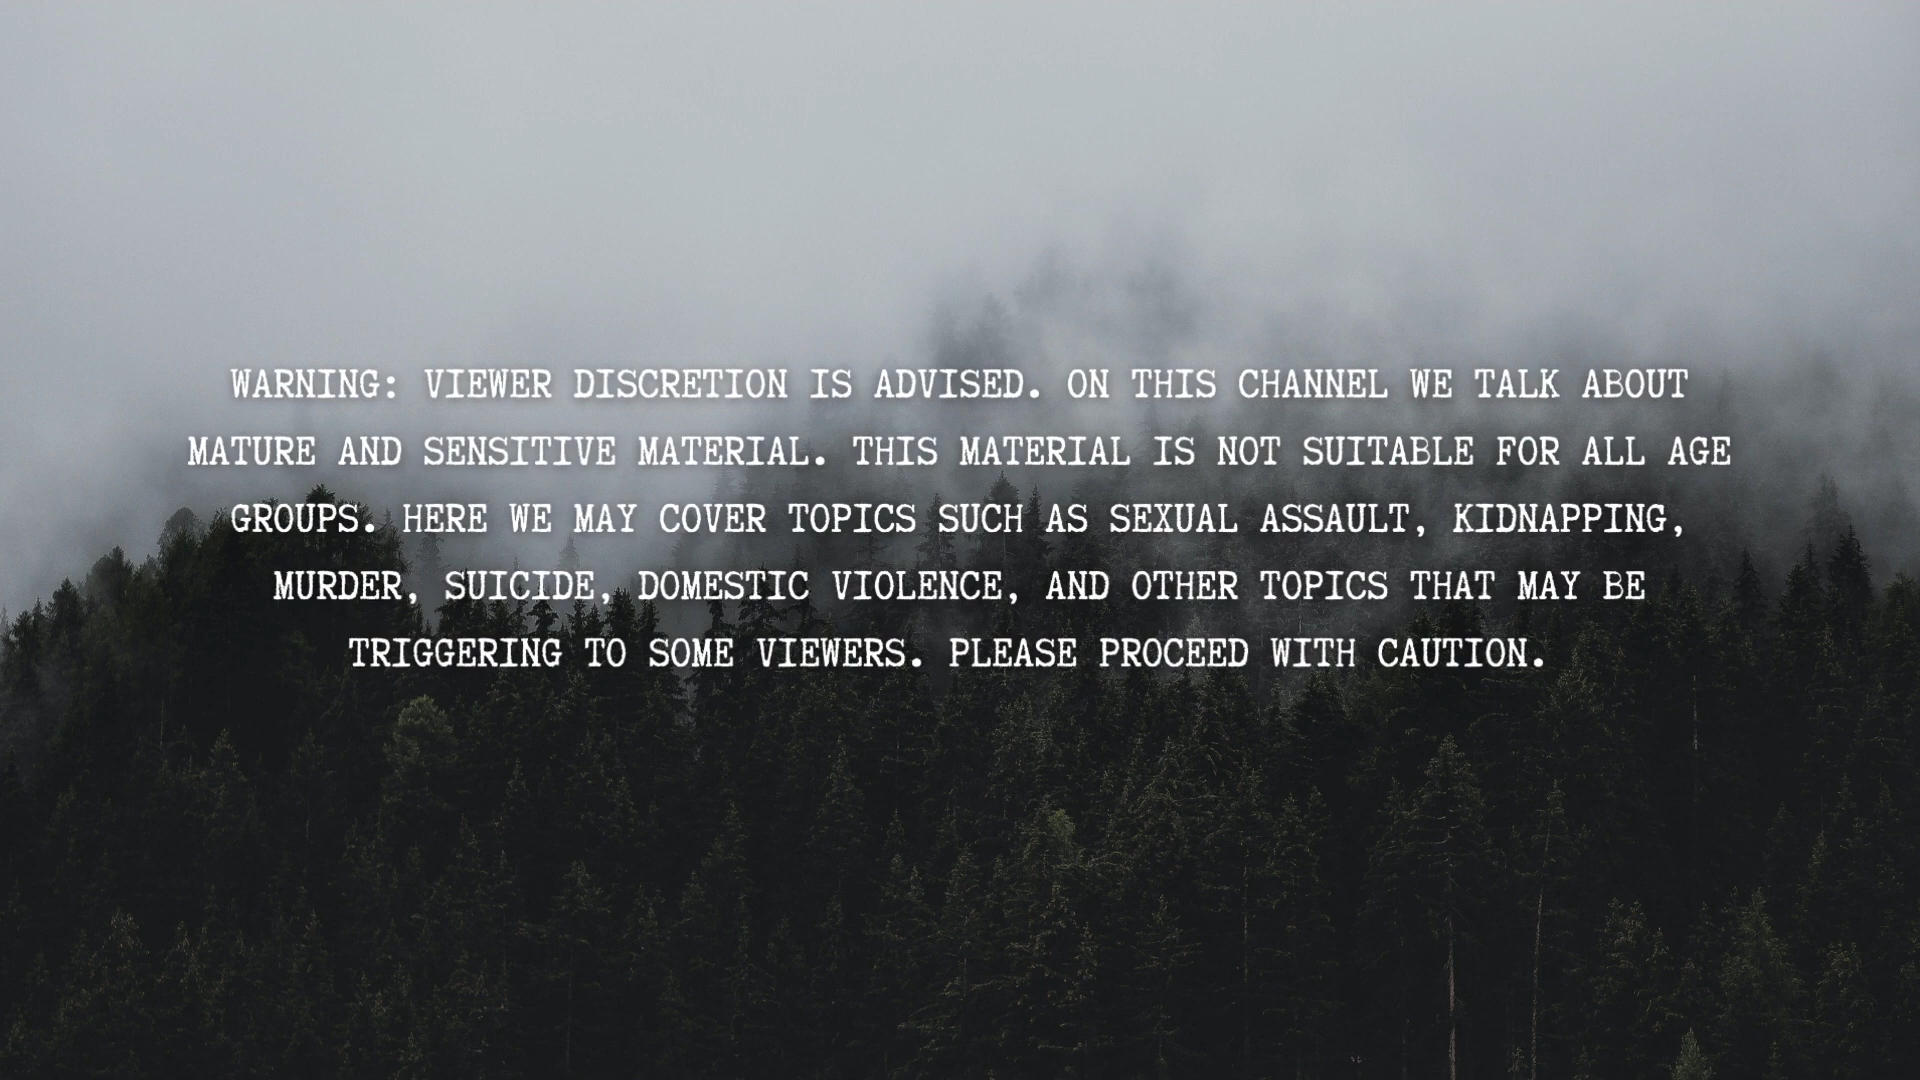 WARNING: VIEWER DISCRETION IS ADVISED. ON THIS CHANNEL WE TALK ABOUT
MATURE AND SENSITIVE MATERIAL. THIS MATERIAL IS NOT SUITABLE FOR ALL AGE
GROUPS. HERE WE MAY COVER TOPICS SUCH AS SEXUAL ASSAULT, KIDNAPPING,
MURDER, SUICIDE, DOMESTIC VIOLENCE, AND OTHER TOPICS THAT MAY BE
TRIGGERING TO SOME VIEWERS. PLEASE PROCEED WITH CAUTION.